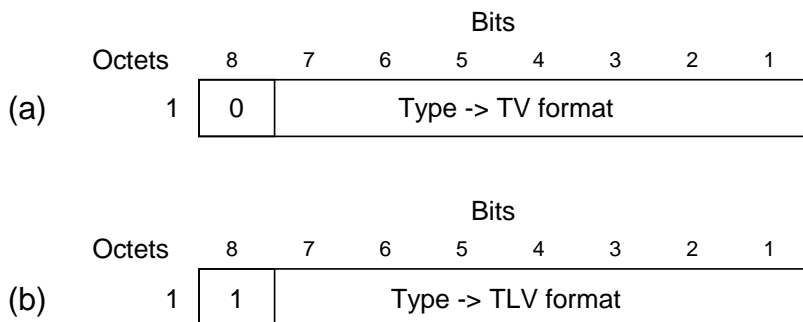 Bits
Octets 8 7 6 5 4 3 2 1
(a) 1 0 Type -> TV format
Bits
Octets 8 7 6 5 4 3 2 1
(b) 1 1 Type -> TLV format